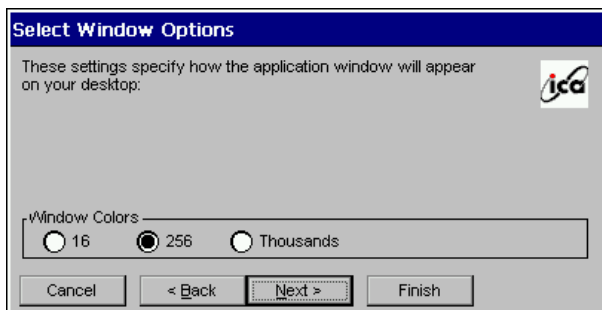 Select Window Options
These settings specify how the application window will appear
on your desktop:
ica
Window Colors
16 256 Thousands
Cancel < Back Next > Finish